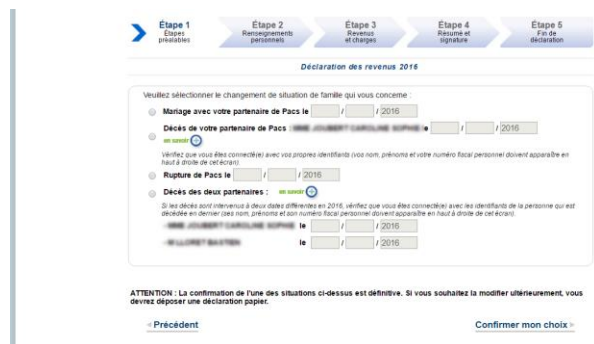 Étape 1
Étapes
préalables
Étape 2
Renseignements
personnels
Étape 3
Revenus
et charges
Étape 4
Résumé et
signature
Étape 5
Fin de
déclaration
Déclaration des revenus 2016
Veuillez sélectionner le changement de situation de famille qui vous concerne :
Mariage avec votre partenaire de Pacs le / / 2016
Décès de votre partenaire de Pacs : le / / 2016
en savoir +
Vérifiez que vous êtes connecté(e) avec vos propres identifiants (vos nom, prénoms et votre numéro fiscal personnel doivent apparaître en
haut à droite de cet écran).
Rupture de Pacs le / / 2016
Décès des deux partenaires : en savoir +
Si les décès sont intervenus à deux dates différentes en 2016, vérifiez que vous êtes connecté(e) avec les identifiants de la personne qui est
décédée en dernier (ses nom, prénoms et son numéro fiscal personnel doivent apparaître en haut à droite de cet écran).
le / / 2016
le / / 2016
ATTENTION : La confirmation de l'une des situations ci-dessus est définitive. Si vous souhaitez la modifier ultérieurement, vous
devrez déposer une déclaration papier.
Précédent
Confirmer mon choix